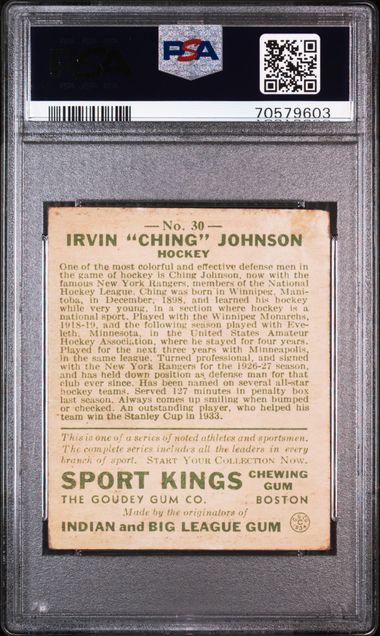 PSA
PSA
70579603
— No. 30 —
IRVIN "CHING" JOHNSON
HOCKEY
One of the most colorful and effective defense men in
the game of hockey is Ching Johnson, now with the
famous New York Rangers, members of the National
Hockey League. Ching was born in Winnipeg, Mani-
toba, in December, 1898, and learned his hockey
while very young, in a section where hockey is a
national sport. Played with the Winnipeg Monarchs,
1918-19, and the following season played with Eve-
leth, Minnesota, in the United States Amateur
Hockey Association, where he stayed for four years.
Played for the next three years with Minneapolis,
in the same league. Turned professional, and signed
with the New York Rangers for the 1926-27 season,
and has held down position as defense man for that
club ever since. Has been named on several all-star
hockey teams. Served 127 minutes in penalty box
last season. Always comes up smiling when bumped
or checked. An outstanding player, who helped his
team win the Stanley Cup in 1933.
This is one of a series of noted athletes and sportsmen.
The complete series includes all the leaders in every
branch of sport. START YOUR COLLECTION NOW.
SPORT KINGS CHEWING GUM
THE GOUDEY GUM CO. BOSTON
Made by the originators of
INDIAN and BIG LEAGUE GUM